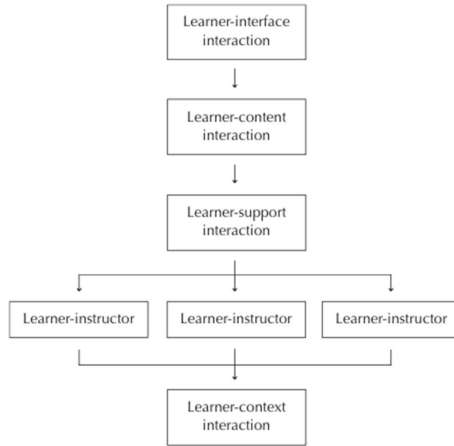 Learner-interface
interaction
Learner-content
interaction
Learner-support
interaction
Learner-instructor
Learner-instructor
Learner-instructor
Learner-context
interaction